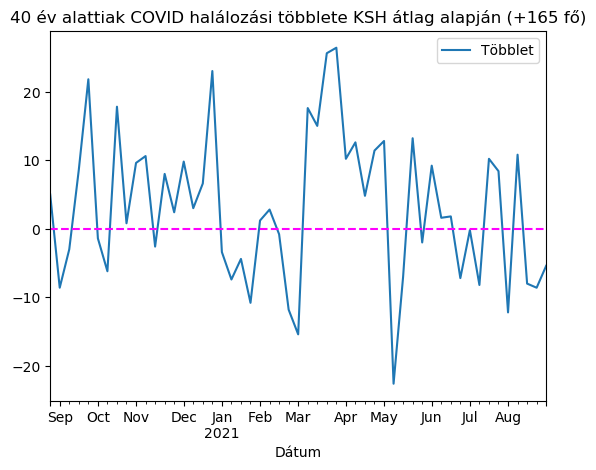 40 év alattiak COVID halálozási többlete KSH átlag alapján (+165 fő)
Többlet
20
10
0
−10
−20
Sep Oct Nov Dec Jan Feb Mar Apr May Jun Jul Aug
2021
Dátum